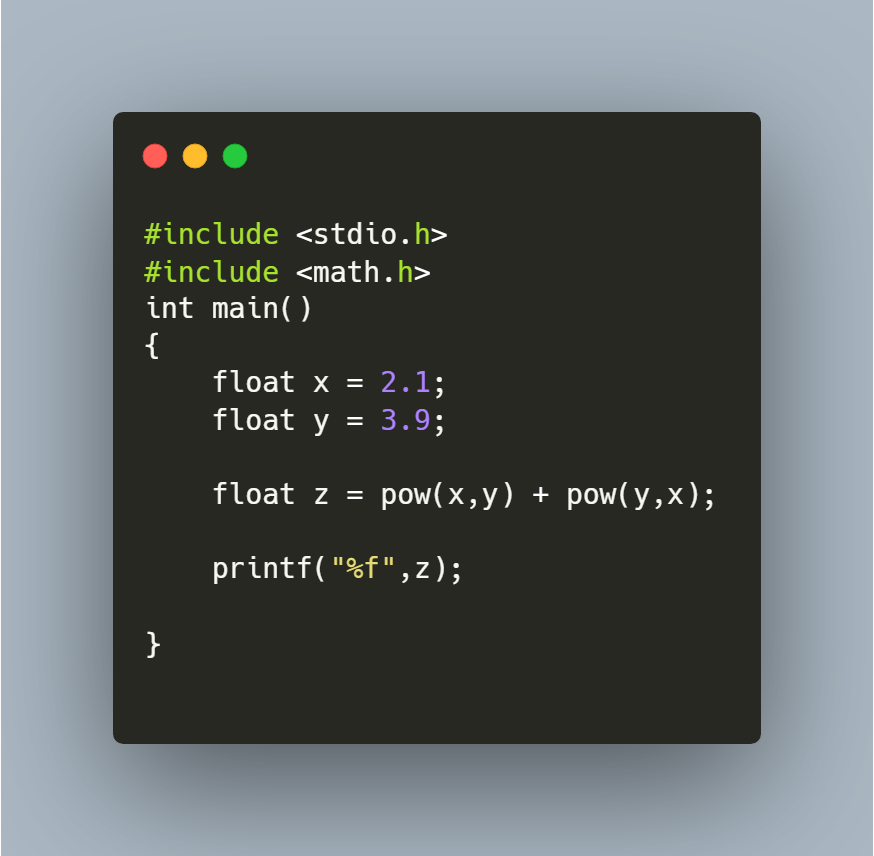 #include <stdio.h>
#include <math.h>
int main()
{
    float x = 2.1;
    float y = 3.9;
    float z = pow(x,y) + pow(y,x);
    printf("%f",z);
}